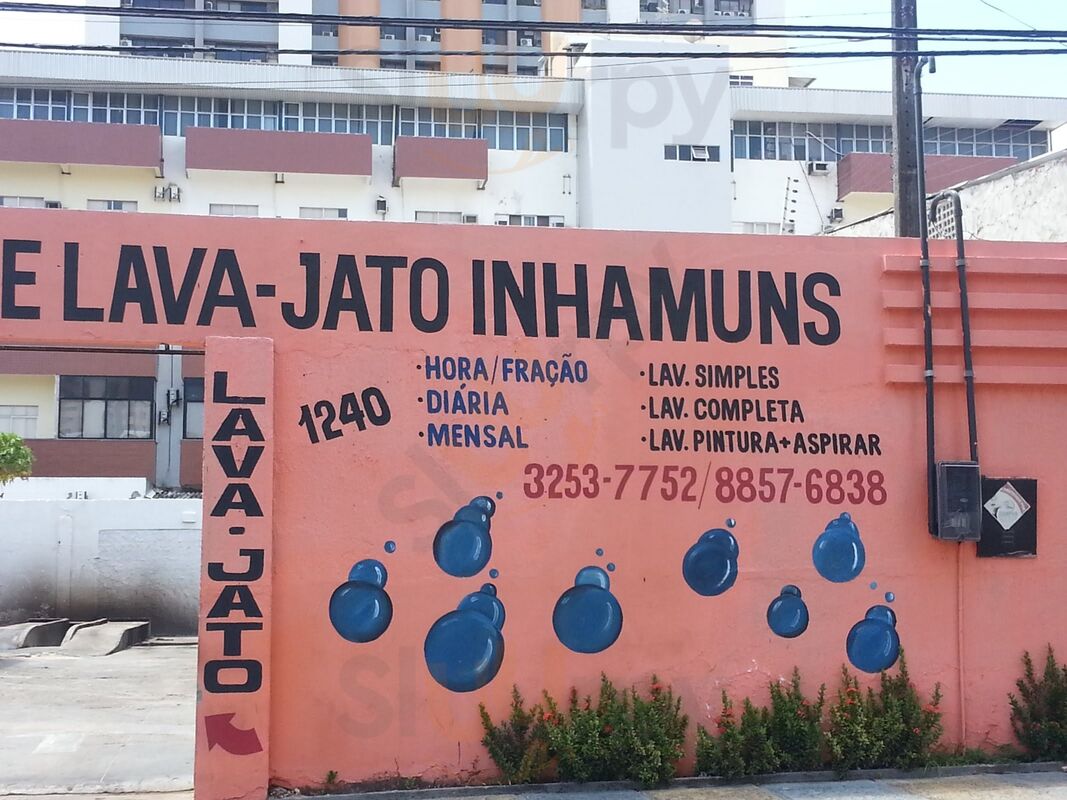 E LAVA-JATO INHAMUNS
LAVA-JATO
1240
·HORA/FRAÇÃO
·DIÁRIA
·MENSAL
·LAV. SIMPLES
·LAV. COMPLETA
·LAV. PINTURA+ASPIRAR
3253-7752/8857-6838